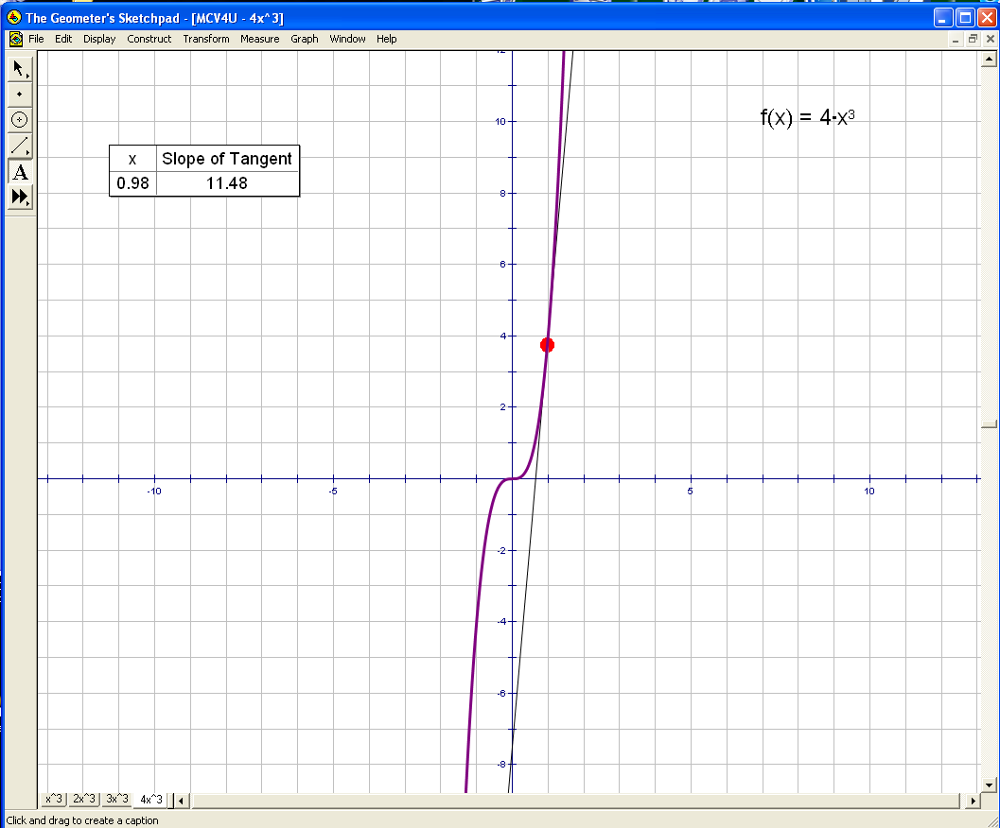 The Geometer's Sketchpad - [MCV4U - 4x^3]
File Edit Display Construct Transform Measure Graph Window Help
12
10
f(x) = 4·x³
A
x Slope of Tangent
0.98 11.48
8
6
4
2
-10 -5 5 10
-2
-4
-6
-8
x^3 2x^3 3x^3 4x^3
Click and drag to create a caption